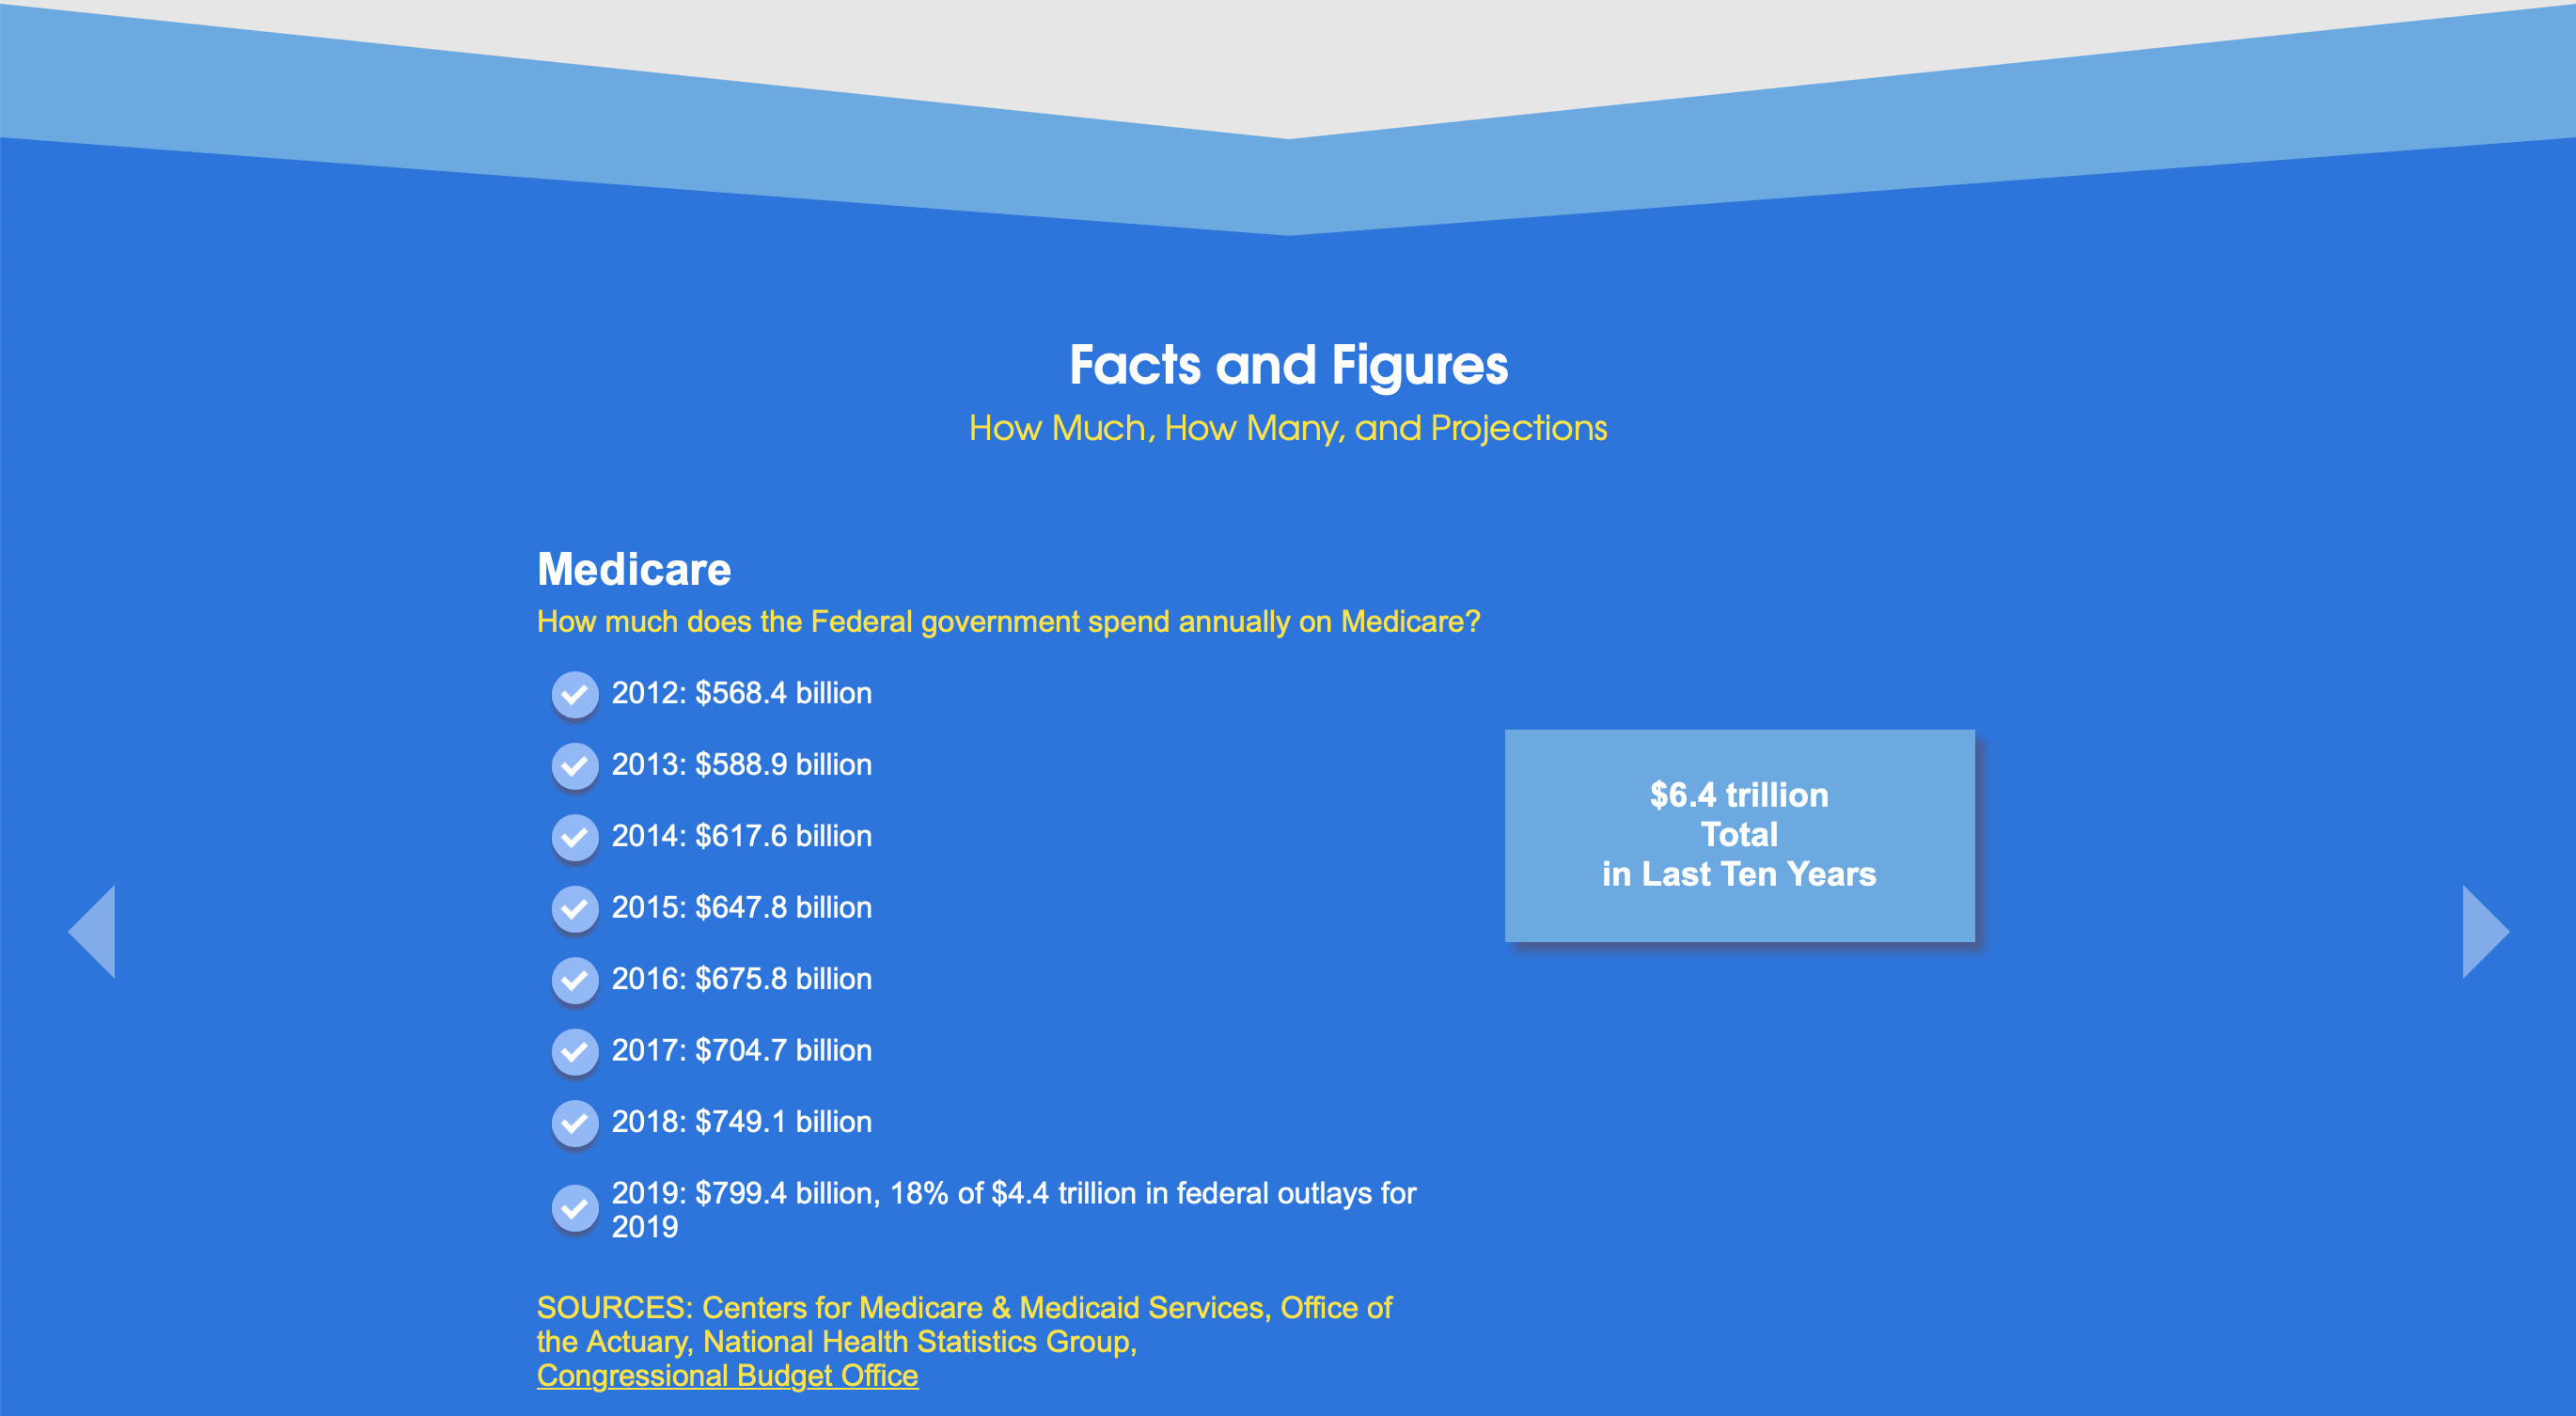 Facts and Figures
How Much, How Many, and Projections
Medicare
How much does the Federal government spend annually on Medicare?
2012: $568.4 billion
2013: $588.9 billion
2014: $617.6 billion
2015: $647.8 billion
2016: $675.8 billion
2017: $704.7 billion
2018: $749.1 billion
2019: $799.4 billion, 18% of $4.4 trillion in federal outlays for
2019
SOURCES: Centers for Medicare & Medicaid Services, Office of
the Actuary, National Health Statistics Group,
Congressional Budget Office
$6.4 trillion
Total
in Last Ten Years